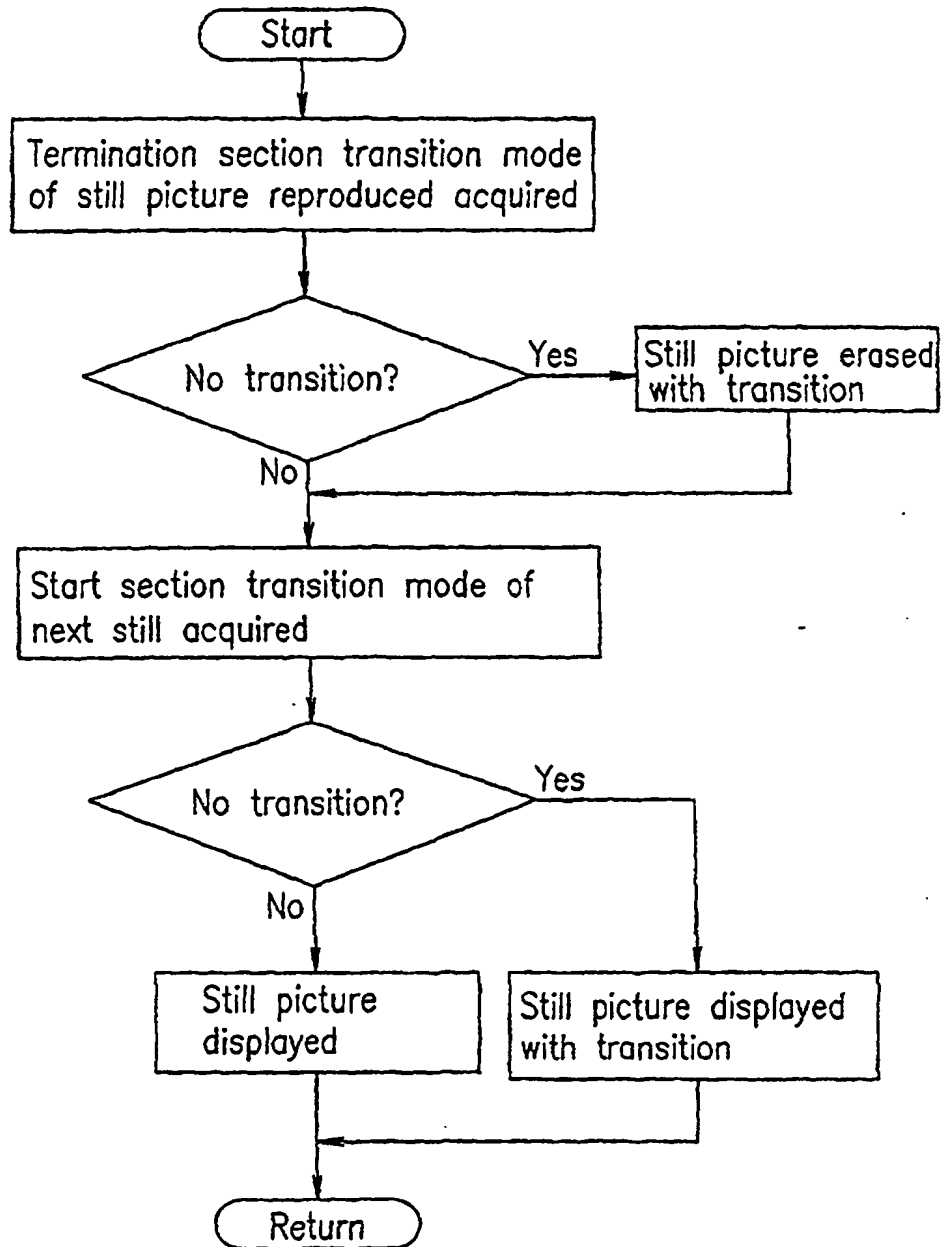 Start
Termination section transition mode
of still picture reproduced acquired
No transition?
Yes
Still picture erased
with transition
No
Start section transition mode of
next still acquired
No transition?
Yes
No
Still picture
displayed
Still picture displayed
with transition
Return